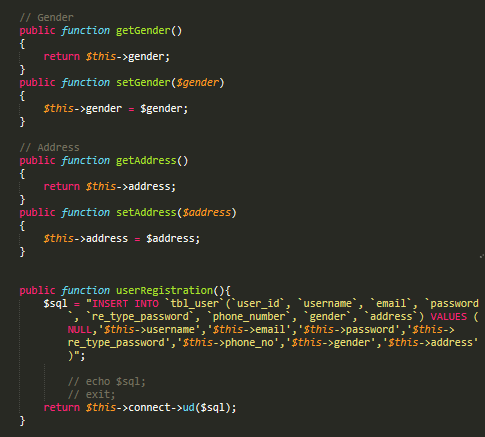 // Gender
public function getGender()
{
return $this->gender;
}
public function setGender($gender)
{
$this->gender = $gender;
}
// Address
public function getAddress()
{
return $this->address;
}
public function setAddress($address)
{
$this->address = $address;
}
public function userRegistration(){
$sql = "INSERT INTO `tbl_user`(`user_id`, `username`, `email`, `password
`, `re_type_password`, `phone_number`, `gender`, `address`) VALUES (
NULL,'$this->username','$this->email','$this->password','$this->
re_type_password','$this->phone_no','$this->gender','$this->address'
)";
// echo $sql;
// exit;
return $this->connect->ud($sql);
}